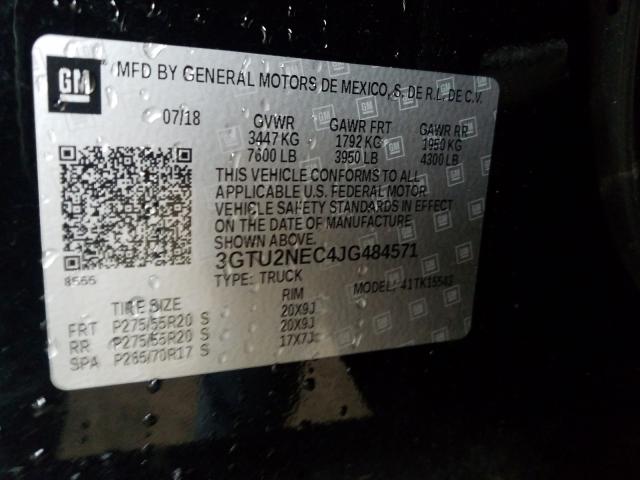 GM
MFD BY GENERAL MOTORS DE MEXICO, S. DE R.L. DE C.V.
07/18 GVWR GAWR FRT GAWR RR
3447 KG 1792 KG 1950 KG
7600 LB 3950 LB 4300 LB
THIS VEHICLE CONFORMS TO ALL
APPLICABLE U.S. FEDERAL MOTOR
VEHICLE SAFETY STANDARDS IN EFFECT
ON THE DATE OF MANUFACTURE
SHOWN ABOVE.
3GTU2NEC4JG484571
8555 TYPE: TRUCK MODEL: 41TK15543
TIRE SIZE RIM
FRT P275/55R20 S 20X9J
RR P275/55R20 S 20X9J
SPA P265/70R17 S 17X7J